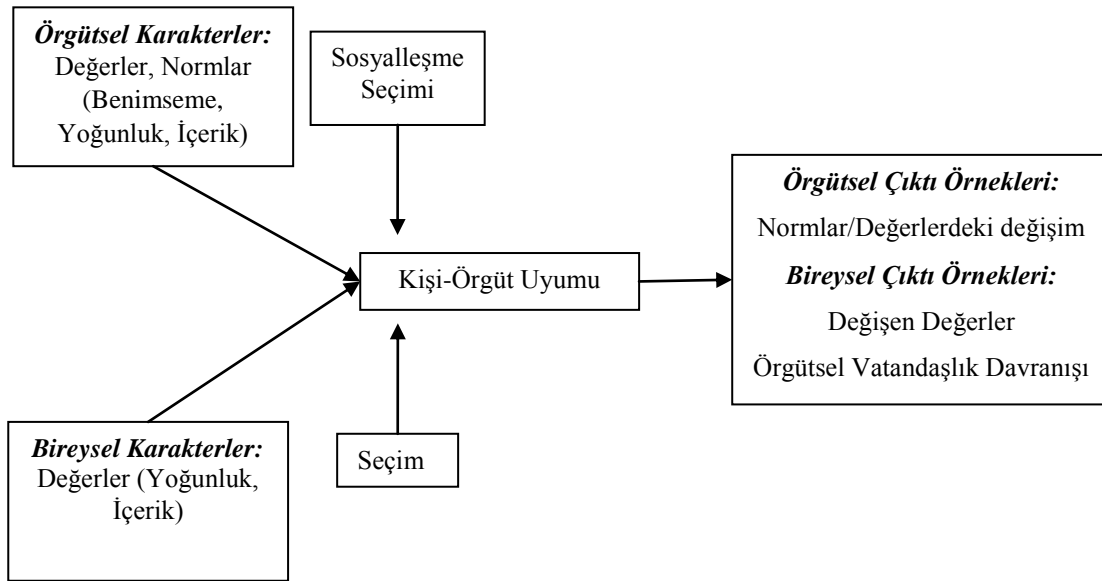 Örgütsel Karakterler:
Değerler, Normlar
(Benimseme,
Yoğunluk, İçerik)
Sosyalleşme
Seçimi
Kişi-Örgüt Uyumu
Örgütsel Çıktı Örnekleri:
Normlar/Değerlerdeki değişim
Bireysel Çıktı Örnekleri:
Değişen Değerler
Örgütsel Vatandaşlık Davranışı
Bireysel Karakterler:
Değerler (Yoğunluk,
İçerik)
Seçim